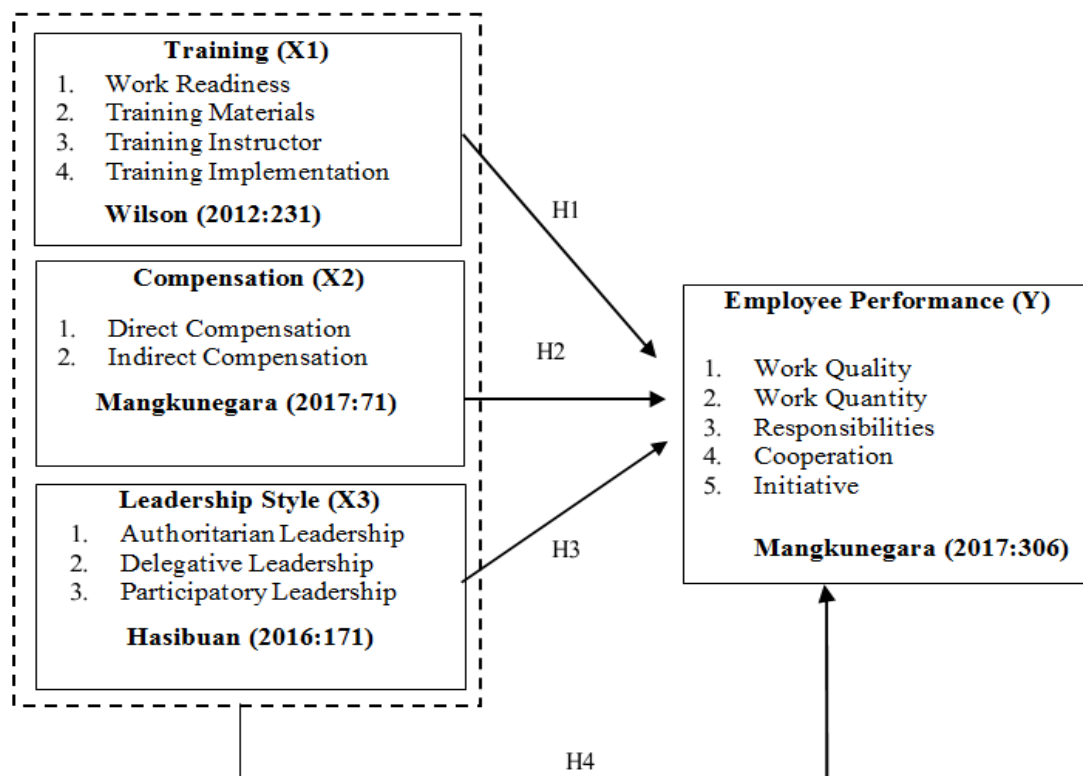 Training (X1)
1. Work Readiness
2. Training Materials
3. Training Instructor
4. Training Implementation
Wilson (2012:231)
H1
Compensation (X2)
1. Direct Compensation
2. Indirect Compensation
Mangkunegara (2017:71)
H2
Leadership Style (X3)
1. Authoritarian Leadership
2. Delegative Leadership
3. Participatory Leadership
Hasibuan (2016:171)
H3
Employee Performance (Y)
1. Work Quality
2. Work Quantity
3. Responsibilities
4. Cooperation
5. Initiative
Mangkunegara (2017:306)
H4